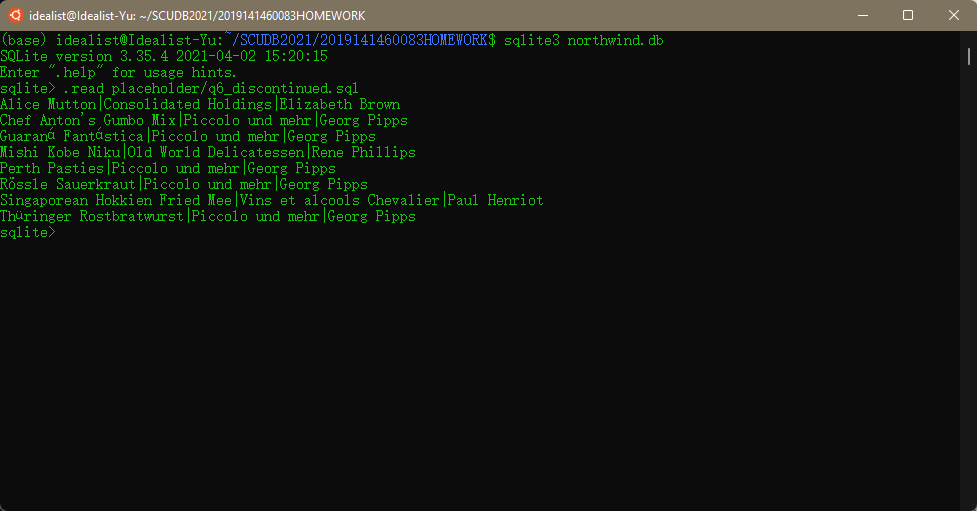 idealist@Idealist-Yu: ~/SCUDB2021/2019141460083HOMEWORK
(base) idealist@Idealist-Yu:~/SCUDB2021/2019141460083HOMEWORK$ sqlite3 northwind.db
SQLite version 3.35.4 2021-04-02 15:20:15
Enter ".help" for usage hints.
sqlite> .read placeholder/q6_discontinued.sql
Alice Mutton|Consolidated Holdings|Elizabeth Brown
Chef Anton's Gumbo Mix|Piccolo und mehr|Georg Pipps
Guaraná Fantástica|Piccolo und mehr|Georg Pipps
Mishi Kobe Niku|Old World Delicatessen|Rene Phillips
Perth Pasties|Piccolo und mehr|Georg Pipps
Rössle Sauerkraut|Piccolo und mehr|Georg Pipps
Singaporean Hokkien Fried Mee|Vins et alcools Chevalier|Paul Henriot
Thüringer Rostbratwurst|Piccolo und mehr|Georg Pipps
sqlite>